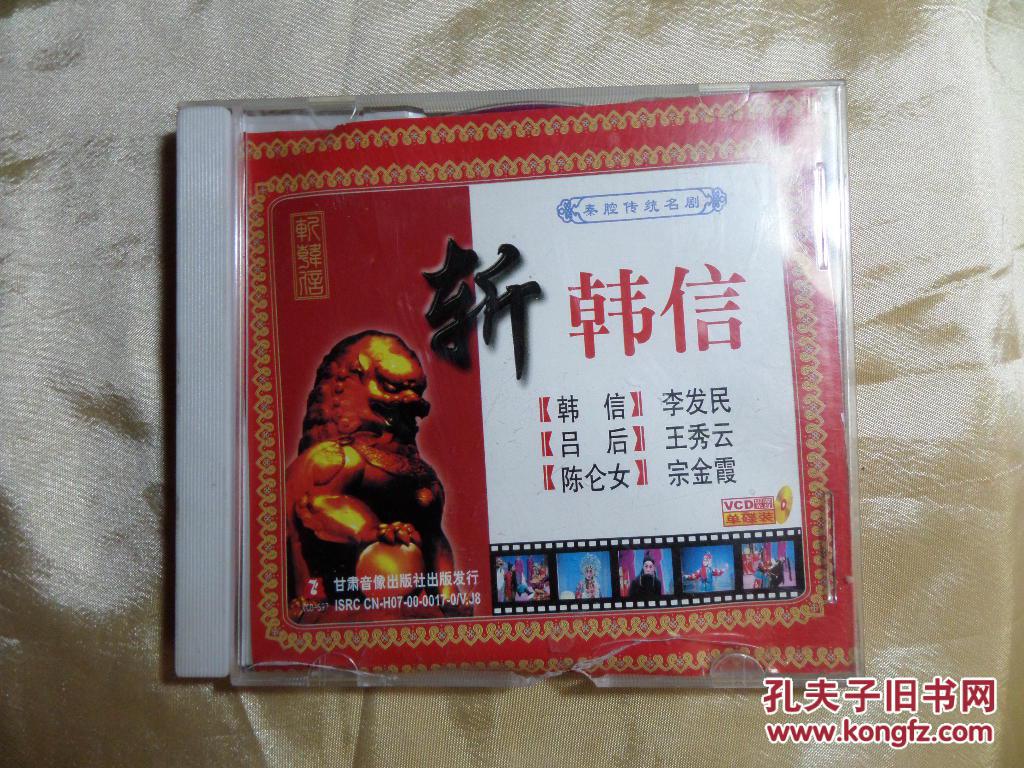 秦腔传统名剧
斩韩信
斩韩信
【韩 信】 李发民
【吕 后】 王秀云
【陈仑女】 宗金霞
VCD
单碟装
甘肃音像出版社出版发行
ISRC CN-H07-00-0017-0/V.J8
孔夫子旧书网
www.kongfz.com